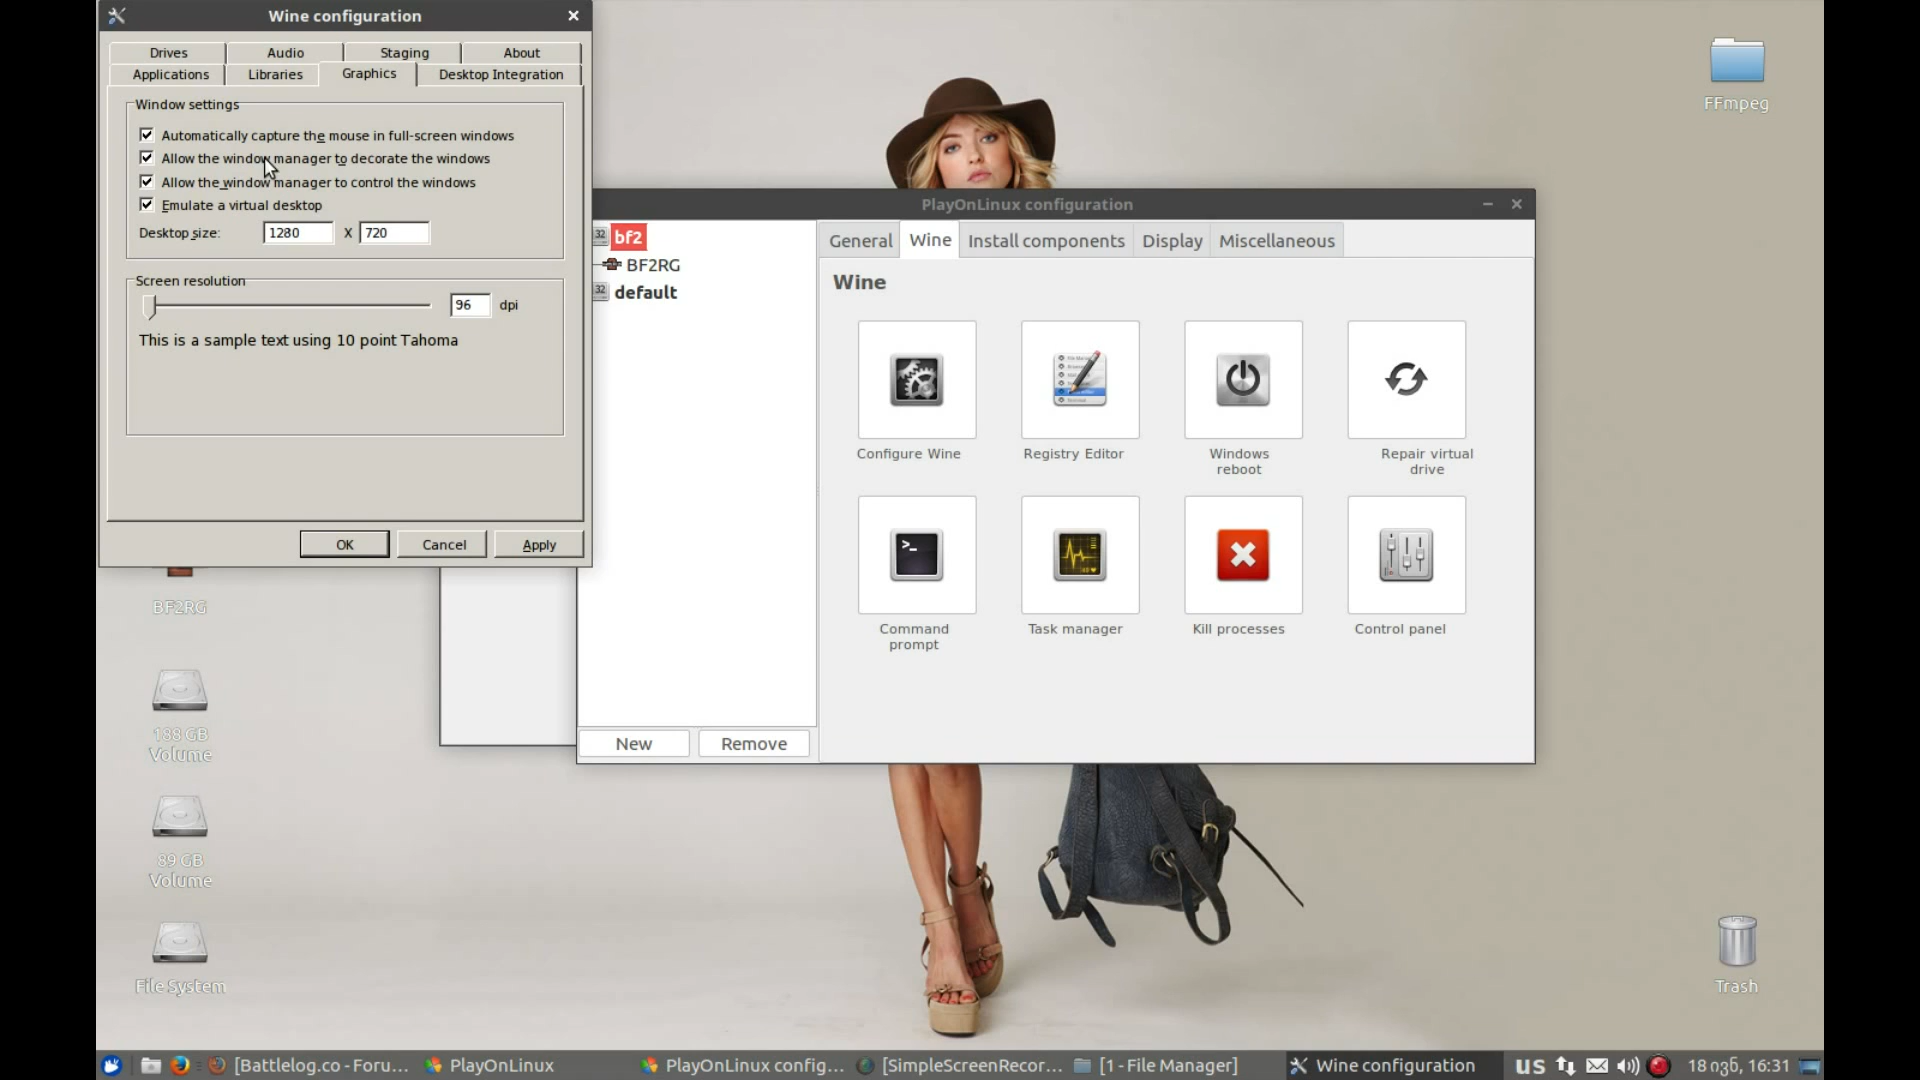 Wine configuration
Drives
Audio
Staging
About
Applications
Libraries
Graphics
Desktop Integration
Window settings
Automatically capture the mouse in full-screen windows
Allow the window manager to decorate the windows
Allow the window manager to control the windows
Emulate a virtual desktop
Desktop size:
1280
X
720
Screen resolution
96
dpi
This is a sample text using 10 point Tahoma
OK
Cancel
Apply
PlayOnLinux configuration
32
bf2
BF2RG
32
default
New
Remove
General
Wine
Install components
Display
Miscellaneous
Wine
Configure Wine
Registry Editor
Windows
reboot
Repair virtual
drive
Command
prompt
Task manager
Kill processes
Control panel
FFmpeg
BF2RG
188 GB
Volume
89 GB
Volume
File System
Trash
[Battlelog.co - Foru...
PlayOnLinux
PlayOnLinux config...
[SimpleScreenRecor...
[1 - File Manager]
Wine configuration
us
18 ივნ, 16:31